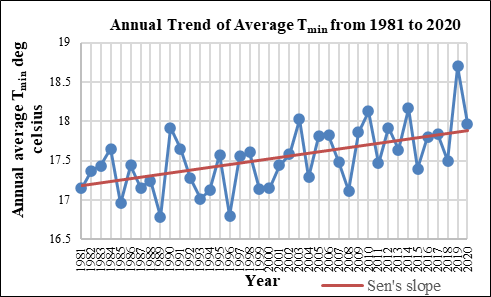 Annual Trend of Average Tmin from 1981 to 2020
Annual average Tmin deg
celsius
19
18.5
18
17.5
17
16.5
1981 1982 1983 1984 1985 1986 1987 1988 1989 1990 1991 1992 1993 1994 1995 1996 1997 1998 1999 2000 2001 2002 2003 2004 2005 2006 2007 2008 2009 2010 2011 2012 2013 2014 2015 2016 2017 2018 2019 2020
Year
Sen's slope